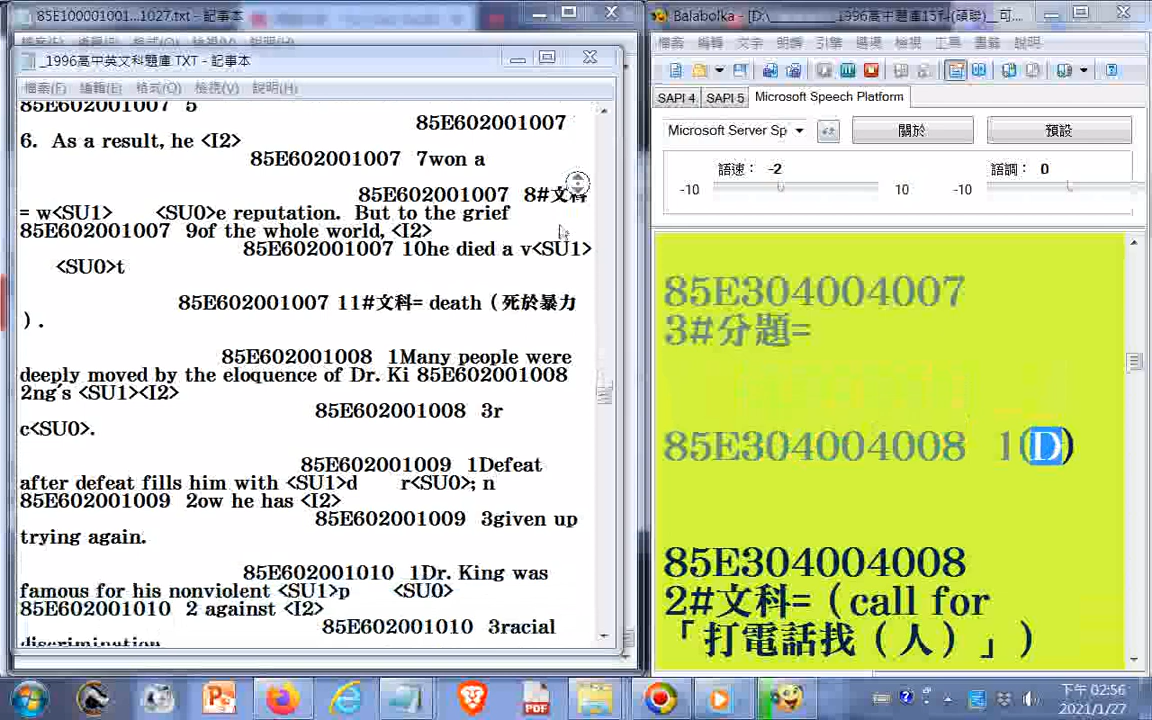 85E100001001...1027.txt - 記事本
_1996高中英文科題庫 TXT - 記事本
檔案(F) 編輯(E) 格式(O) 檢視(V) 說明(H)
85E602001007 5
85E602001007
6. As a result, he <I2>
85E602001007 7won a
85E602001007 8#文科
= w<SU1> <SU0>e reputation. But to the grief
85E602001007 9of the whole world, <I2>
85E602001007 10he died a v<SU1>
<SU0>t
85E602001007 11#文科= death（死於暴力
）.
85E602001008 1Many people were
deeply moved by the eloquence of Dr. Ki 85E602001008
2ng's <SU1><I2>
85E602001008 3r
c<SU0>.
85E602001009 1Defeat
after defeat fills him with <SU1>d r<SU0>; n
85E602001009 2ow he has <I2>
85E602001009 3given up
trying again.
85E602001010 1Dr. King was
famous for his nonviolent <SU1>p <SU0>
85E602001010 2 against <I2>
85E602001010 3racial
discrimination
Balabolka - [D:\ 1996高中題庫15科(碩聯)__可...
檔案 編輯 文字 朗讀 引擎 選項 檢視 工具 書籤 說明
SAPI 4 SAPI 5 Microsoft Speech Platform
Microsoft Server Sp 關於 預設
語速： -2 語調： 0
-10 10 -10
85E304004007
3#分題=
85E304004008 1(D)
85E304004008
2#文科=（call for
「打電話找（人）」）
下午 02:56
2021/1/27